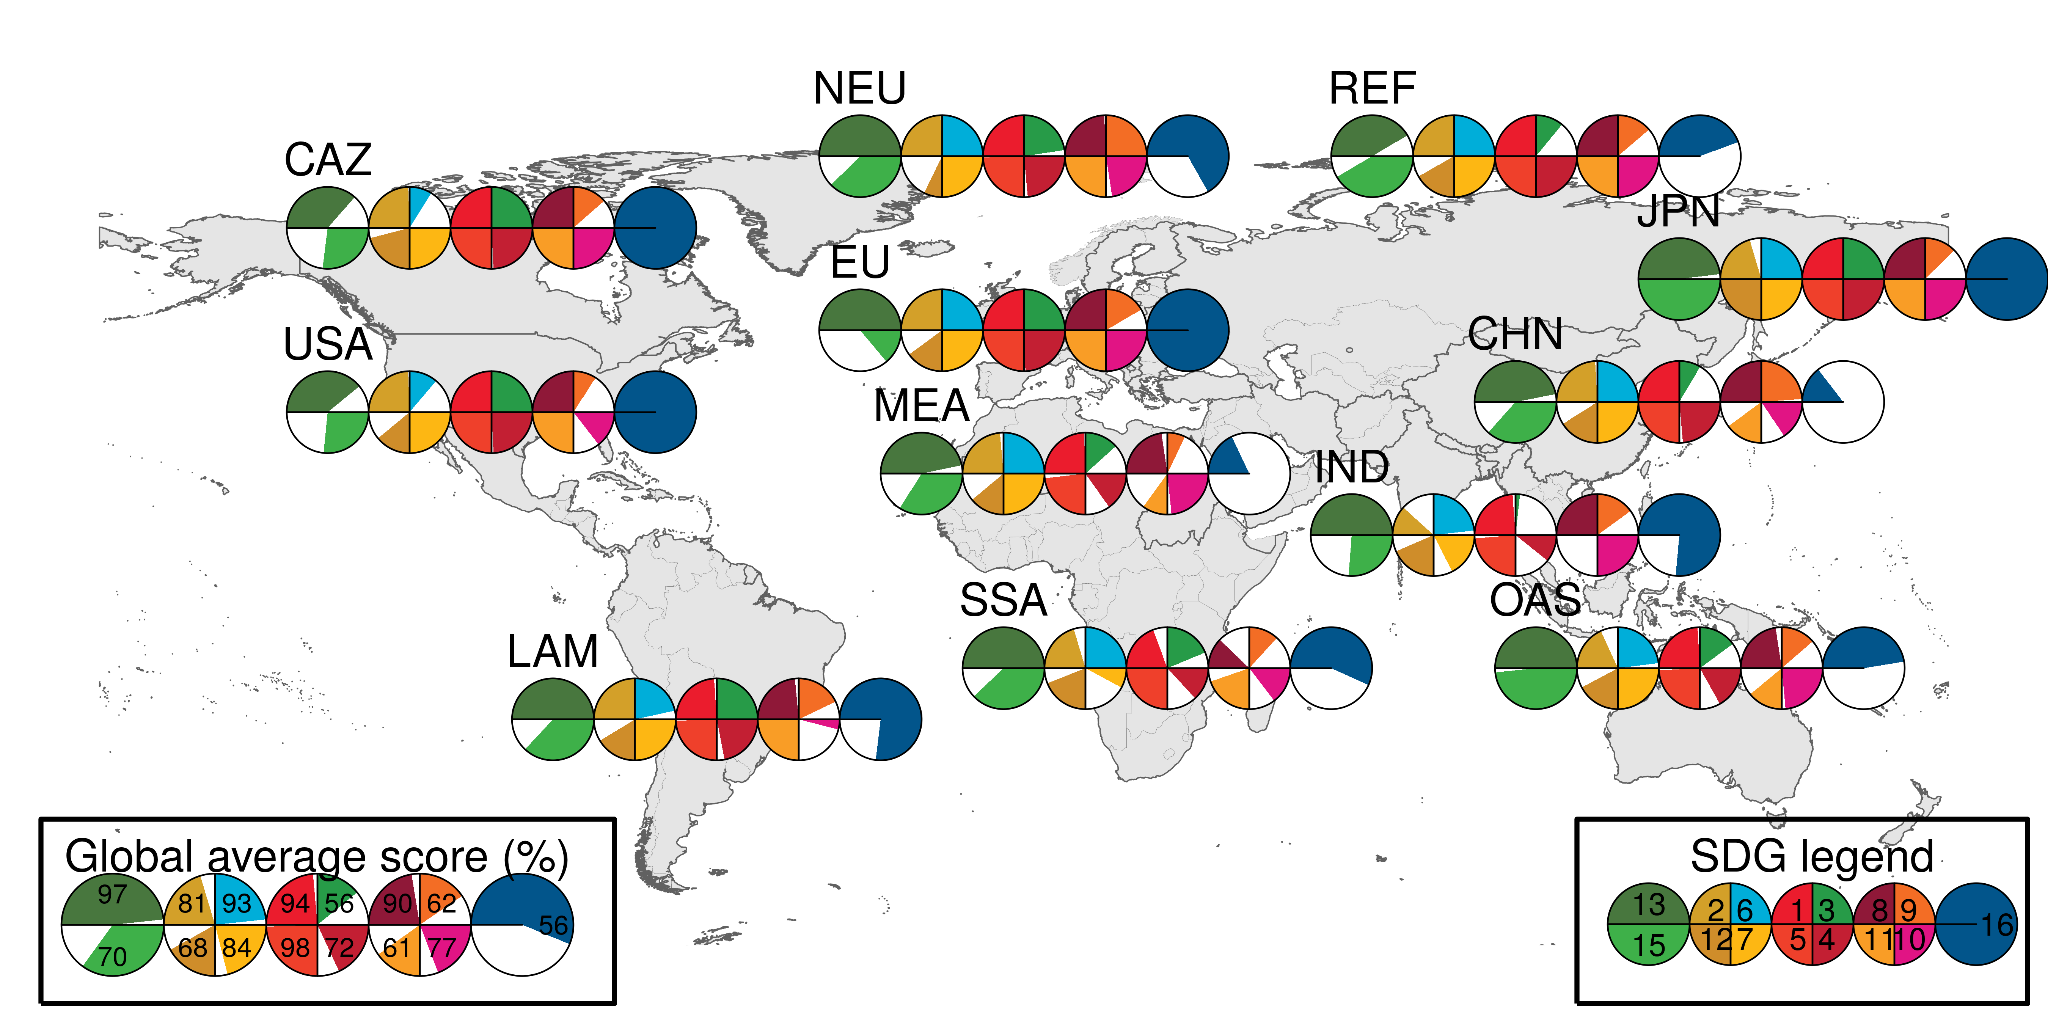 NEU
REF
CAZ
JPN
EU
CHN
USA
MEA
IND
SSA
OAS
LAM
Global average score (%)
97
81 93 94 56 90 62
56
70 68 84 98 72 61 77
SDG legend
13 2 6 1 3 8 9
16
15 12 7 5 4 11 10